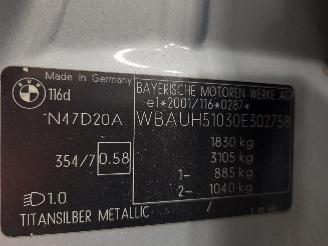 Made in Germany
BMW
116d
N47D20A
354/7 0.58
1.0
TITANSILBER METALLIC
BAYERISCHE MOTOREN WERKE AG
e1*2001/116*0287*
WBAUH51030E302758
1830 kg
3105 kg
1- 885 kg
2- 1040 kg